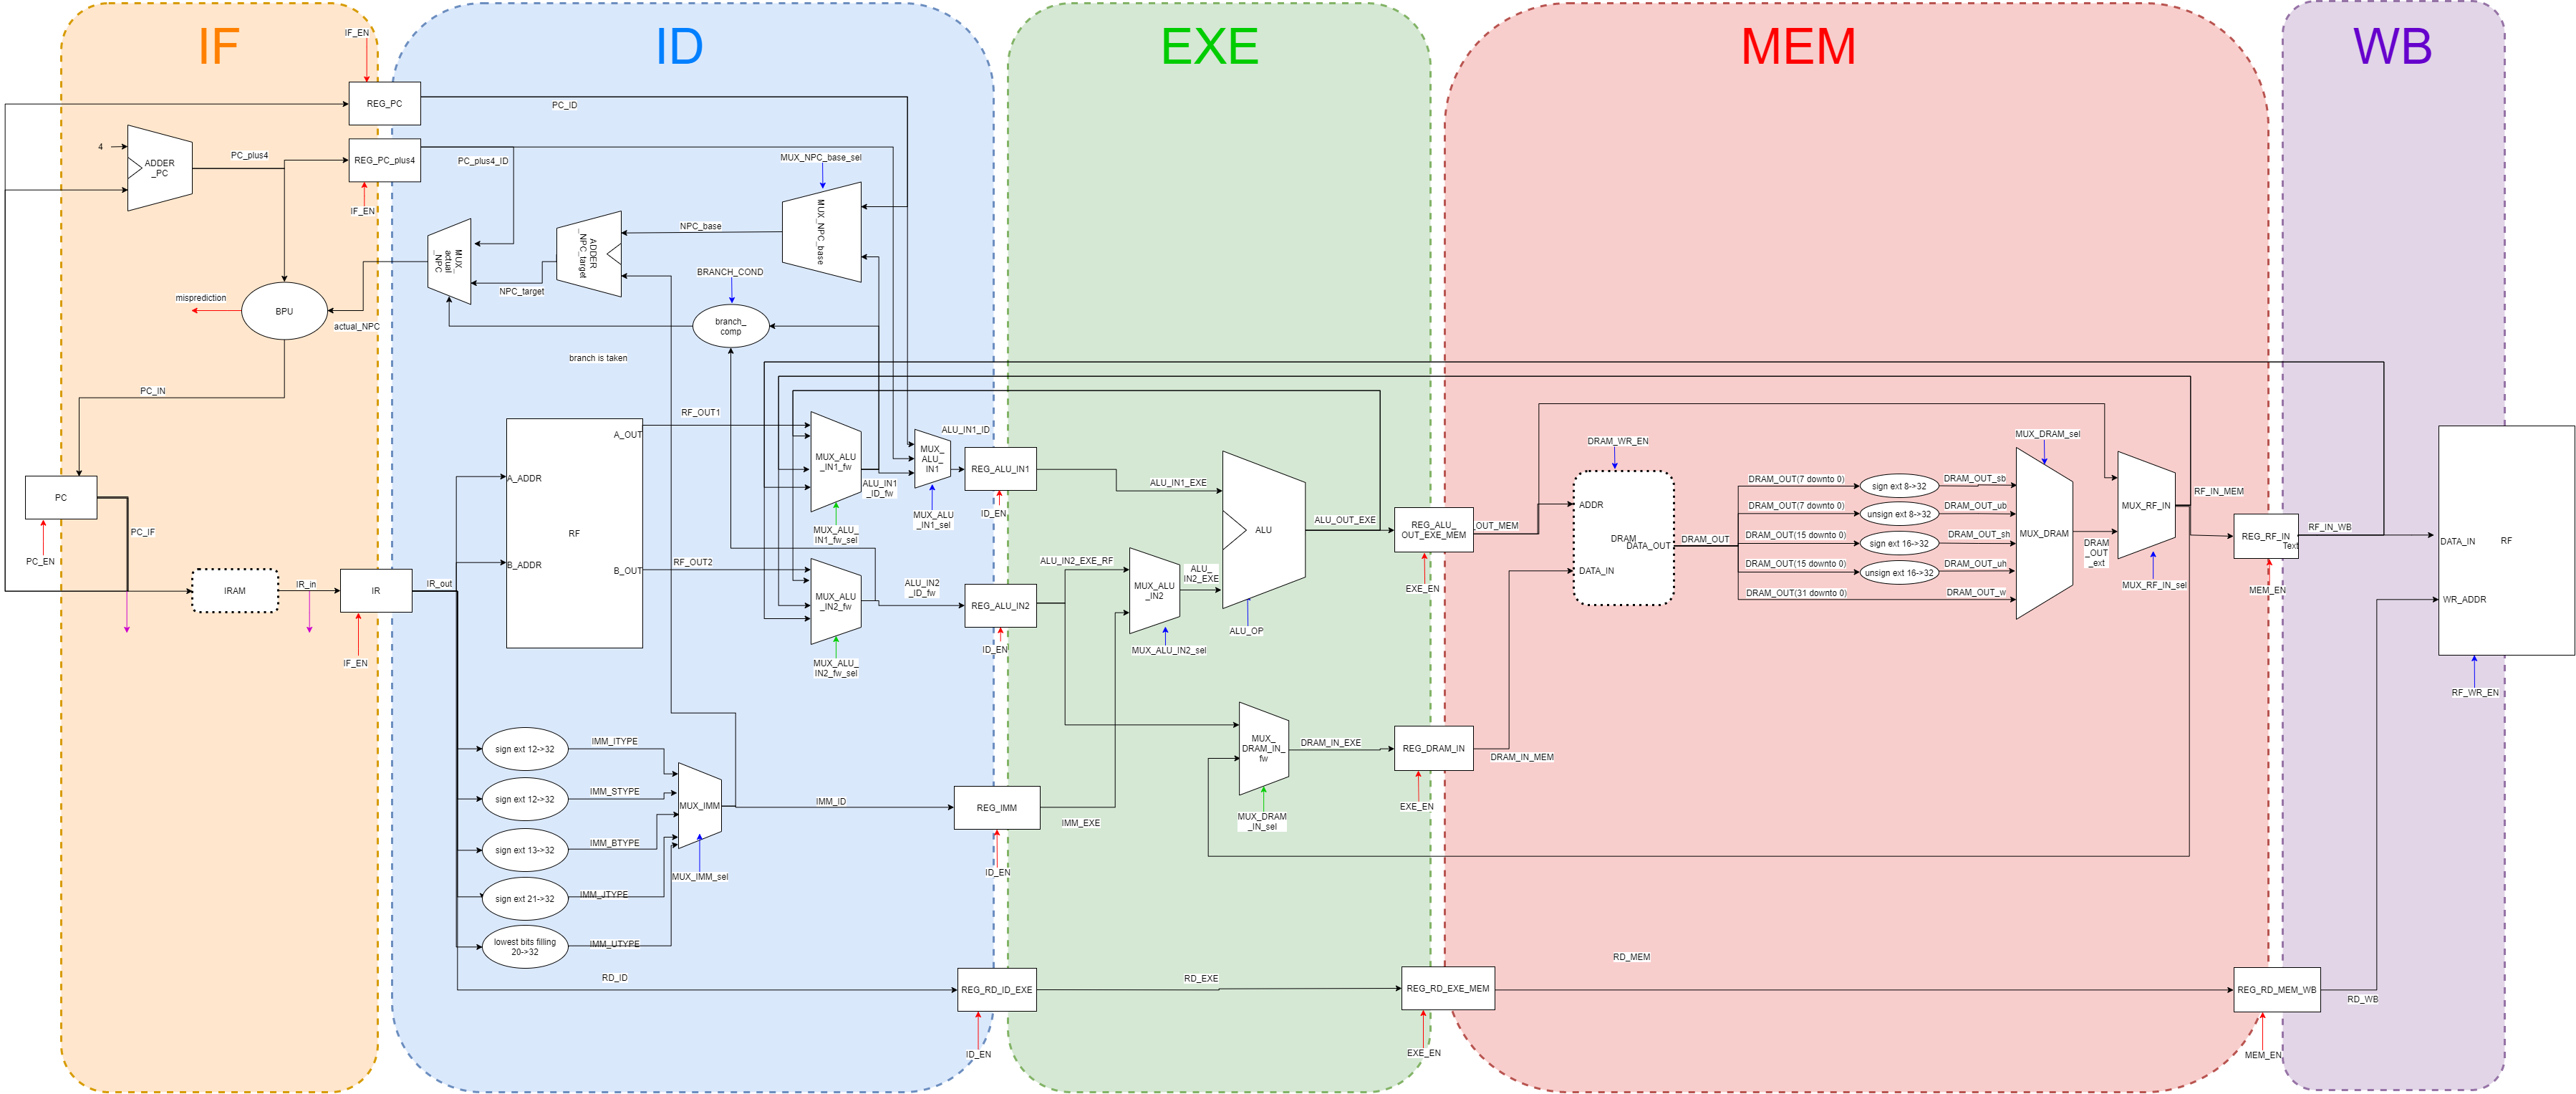 IF
ID
EXE
MEM
WB
IF_EN
REG_PC
PC_ID
4
ADDER
_PC
PC_plus4
REG_PC_plus4
PC_plus4_ID
IF_EN
MUX_NPC_base_sel
MUX_NPC_base
NPC_base
ADDER
_NPC_target
MUX_
actual
_NPC
NPC_target
BRANCH_COND
branch_
comp
misprediction
BPU
actual_NPC
branch is taken
PC_IN
PC
PC_IF
PC_EN
IRAM
IR_in
IR
IR_out
IF_EN
A_ADDR
B_ADDR
RF
A_OUT
B_OUT
RF_OUT1
RF_OUT2
MUX_ALU
_IN1_fw
MUX_ALU_
IN1_fw_sel
ALU_IN1
_ID_fw
MUX_
ALU_
IN1
MUX_ALU
_IN1_sel
ALU_IN1_ID
REG_ALU_IN1
ID_EN
MUX_ALU
_IN2_fw
MUX_ALU_
IN2_fw_sel
ALU_IN2
_ID_fw
REG_ALU_IN2
ID_EN
sign ext 12->32
IMM_ITYPE
sign ext 12->32
IMM_STYPE
sign ext 13->32
IMM_BTYPE
sign ext 21->32
IMM_JTYPE
lowest bits filling
20->32
IMM_UTYPE
MUX_IMM
MUX_IMM_sel
IMM_ID
REG_IMM
ID_EN
IMM_EXE
RD_ID
REG_RD_ID_EXE
ID_EN
ALU_IN1_EXE
ALU_IN2_EXE_RF
MUX_ALU
_IN2
MUX_ALU_IN2_sel
ALU_
IN2_EXE
ALU
ALU_OP
ALU_OUT_EXE
REG_ALU_
OUT_EXE_MEM
EXE_EN
_OUT_MEM
MUX_
DRAM_IN_
fw
MUX_DRAM
_IN_sel
DRAM_IN_EXE
REG_DRAM_IN
EXE_EN
DRAM_IN_MEM
RD_EXE
REG_RD_EXE_MEM
EXE_EN
DRAM_WR_EN
ADDR
DRAM
DATA_OUT
DATA_IN
DRAM_OUT
DRAM_OUT(7 downto 0)
sign ext 8->32
DRAM_OUT_sb
DRAM_OUT(7 downto 0)
unsign ext 8->32
DRAM_OUT_ub
DRAM_OUT(15 downto 0)
sign ext 16->32
DRAM_OUT_sh
DRAM_OUT(15 downto 0)
unsign ext 16->32
DRAM_OUT_uh
DRAM_OUT(31 downto 0)
DRAM_OUT_w
MUX_DRAM_sel
MUX_DRAM
DRAM
_OUT
_ext
MUX_RF_IN
MUX_RF_IN_sel
RF_IN_MEM
REG_RF_IN
Text
MEM_EN
RF_IN_WB
RD_MEM
REG_RD_MEM_WB
MEM_EN
RD_WB
DATA_IN
RF
WR_ADDR
RF_WR_EN